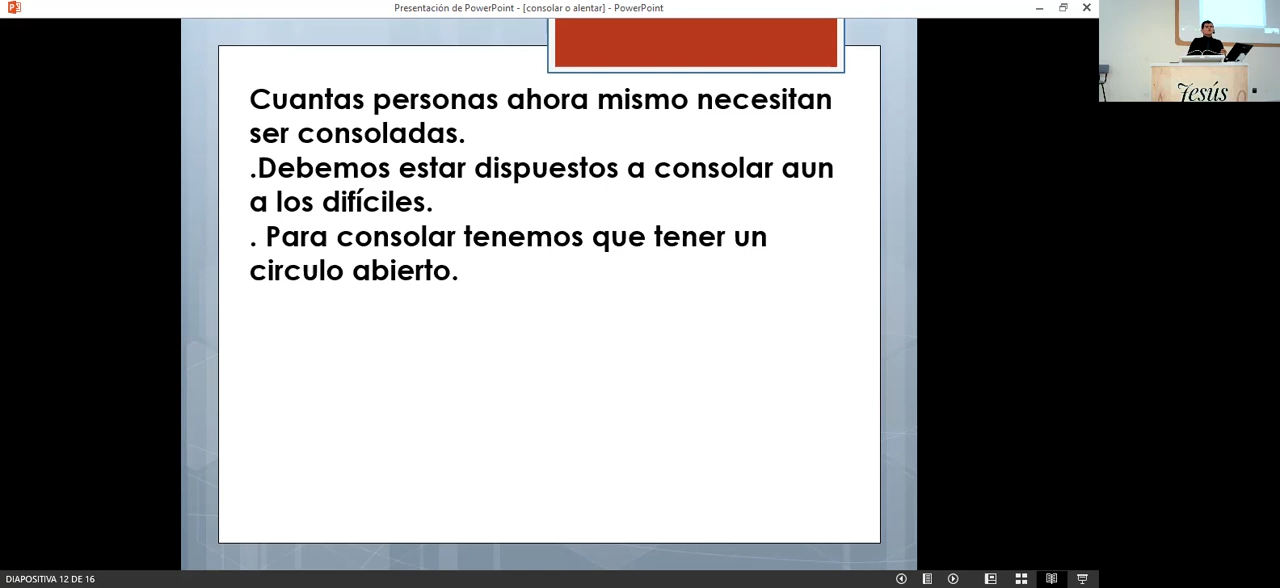 Presentación de PowerPoint - [consolar o alentar] - PowerPoint
Cuantas personas ahora mismo necesitan
ser consoladas.
.Debemos estar dispuestos a consolar aun
a los difíciles.
. Para consolar tenemos que tener un
circulo abierto.
Jesús
DIAPOSITIVA 12 DE 16